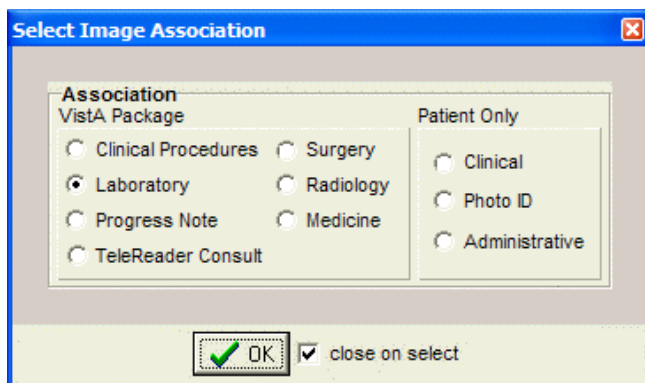 Select Image Association
Association
VistA Package
Patient Only
Clinical Procedures
Surgery
Laboratory
Radiology
Progress Note
Medicine
TeleReader Consult
Clinical
Photo ID
Administrative
OK
close on select